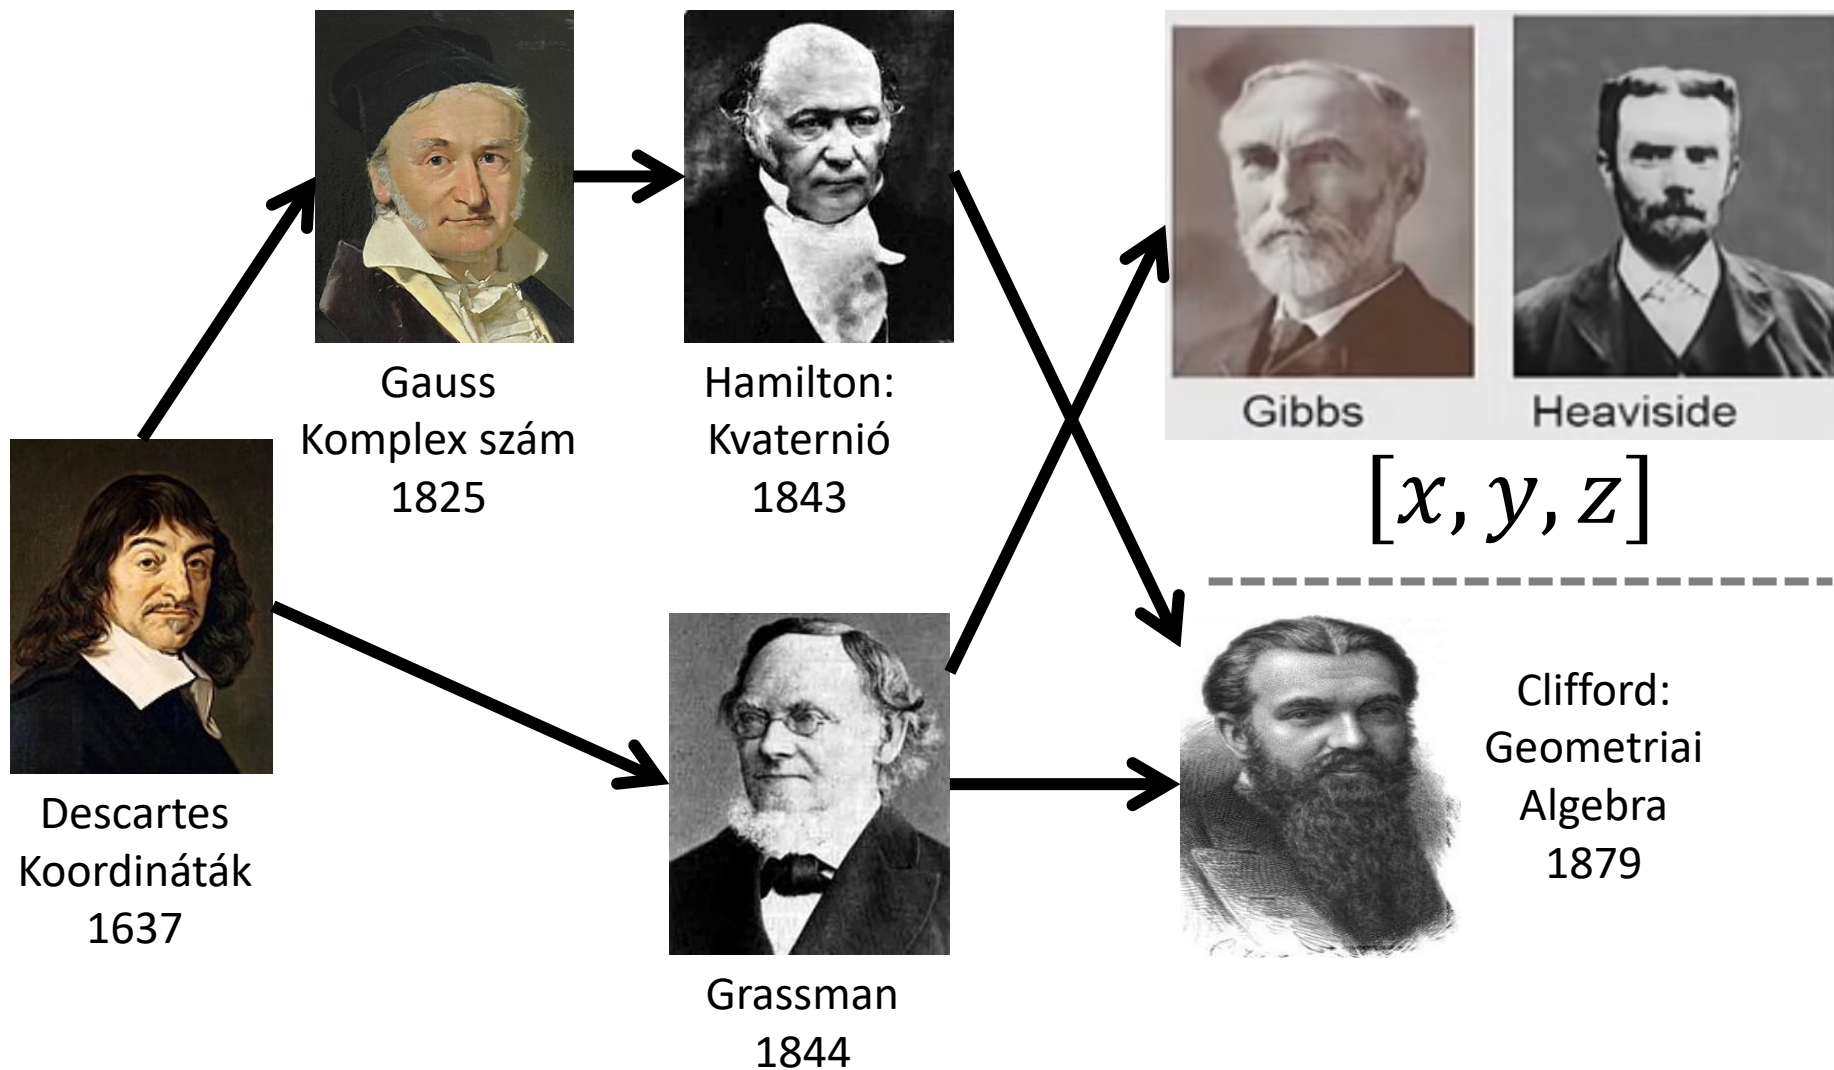 Gauss
Komplex szám
1825
Hamilton:
Kvaternió
1843
Gibbs
Heaviside
[x, y, z]
Descartes
Koordináták
1637
Grassman
1844
Clifford:
Geometriai
Algebra
1879